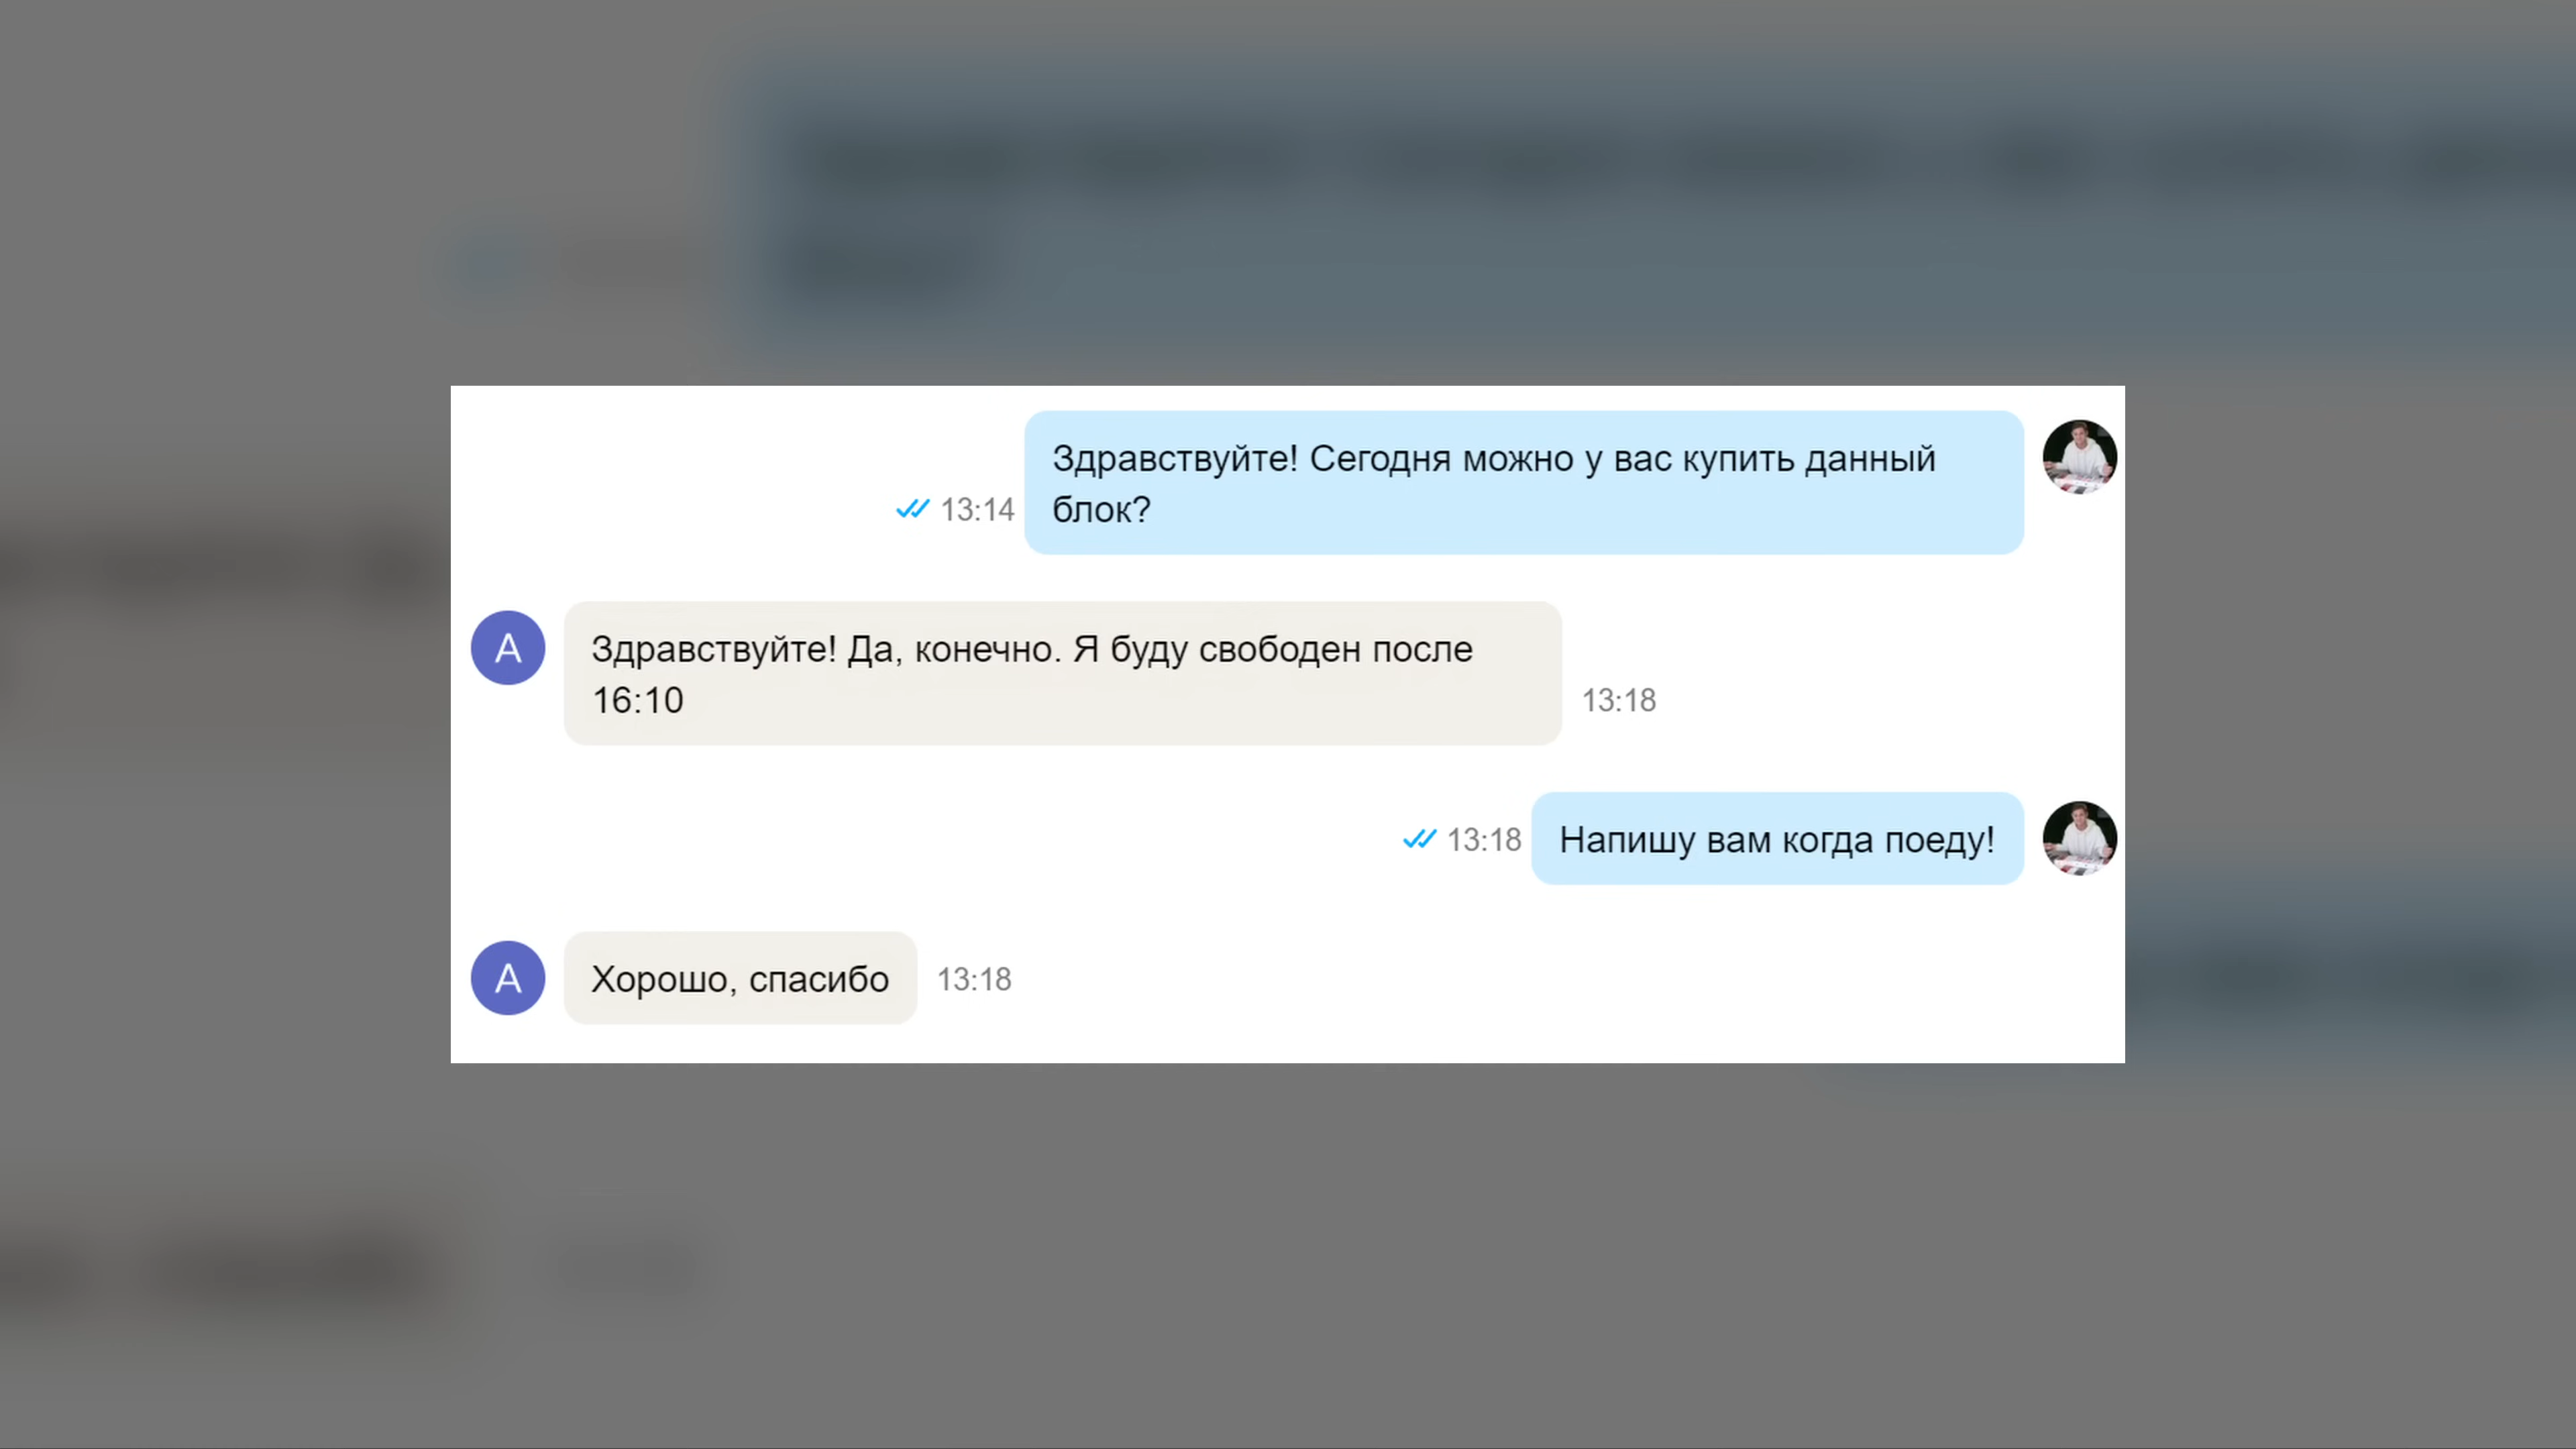 Здравствуйте! Сегодня можно у вас купить данный
блок?
13:14
А
Здравствуйте! Да, конечно. Я буду свободен после
16:10
13:18
13:18
Напишу вам когда поеду!
А
Хорошо, спасибо
13:18